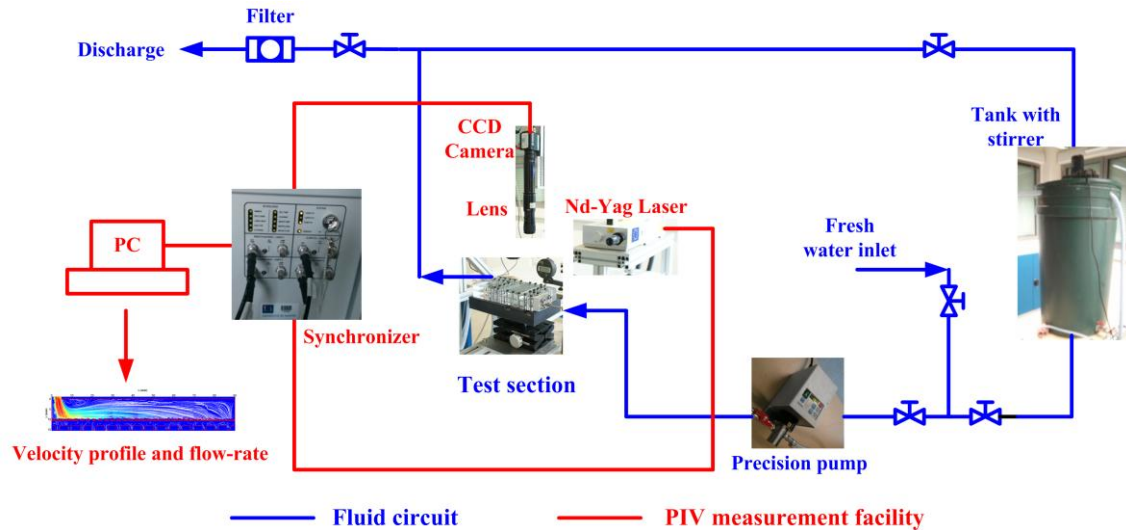 Filter
Discharge
Tank with
stirrer
CCD
Camera
Lens
Nd-Yag Laser
Fresh
water inlet
PC
Synchronizer
Test section
Velocity profile and flow-rate
Precision pump
Fluid circuit
PIV measurement facility